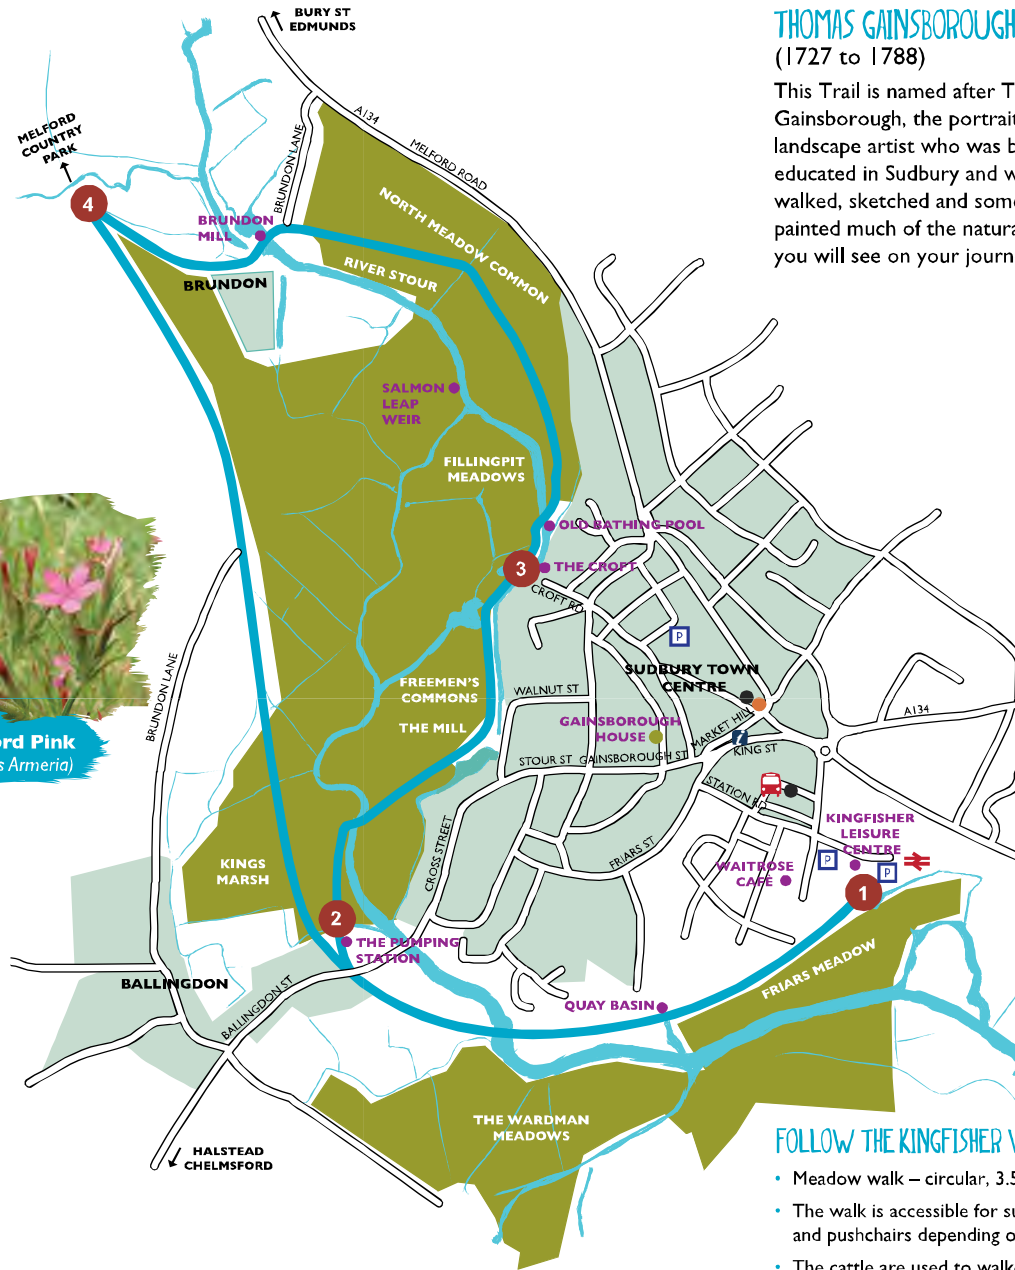 BURY ST
EDMUNDS
THOMAS GAINSBOROUGH
(1727 to 1788)
This Trail is named after T
Gainsborough, the portrait
landscape artist who was b
educated in Sudbury and w
walked, sketched and some
painted much of the natura
you will see on your journ
A134
MELFORD ROAD
MELFORD
COUNTRY
PARK
BRUNDON LANE
4
NORTH MEADOW COMMON
BRUNDON
MILL
RIVER STOUR
BRUNDON
SALMON
LEAP
WEIR
FILLINGPIT
MEADOWS
OLD BATHING POOL
3
THE CROFT
CROFT RD
P
SUDBURY TOWN
CENTRE
FREEMEN'S
COMMONS
WALNUT ST
THE MILL
GAINSBOROUGH
HOUSE
MARKET HILL
A134
KING ST
STOUR ST
GAINSBOROUGH ST
BRUNDON LANE
ord Pink
s Armeria)
STATION RD
KINGFISHER
LEISURE
CENTRE
CROSS STREET
FRIARS ST
WAITROSE
CAFÉ
P
P
1
KINGS
MARSH
2
THE PUMPING
STATION
FRIARS MEADOW
BALLINGDON
BALLINGDON ST
QUAY BASIN
THE WARDMAN
MEADOWS
HALSTEAD
CHELMSFORD
FOLLOW THE KINGFISHER
• Meadow walk – circular, 3.5
• The walk is accessible for su
and pushchairs depending o
• The cattle are used to walk